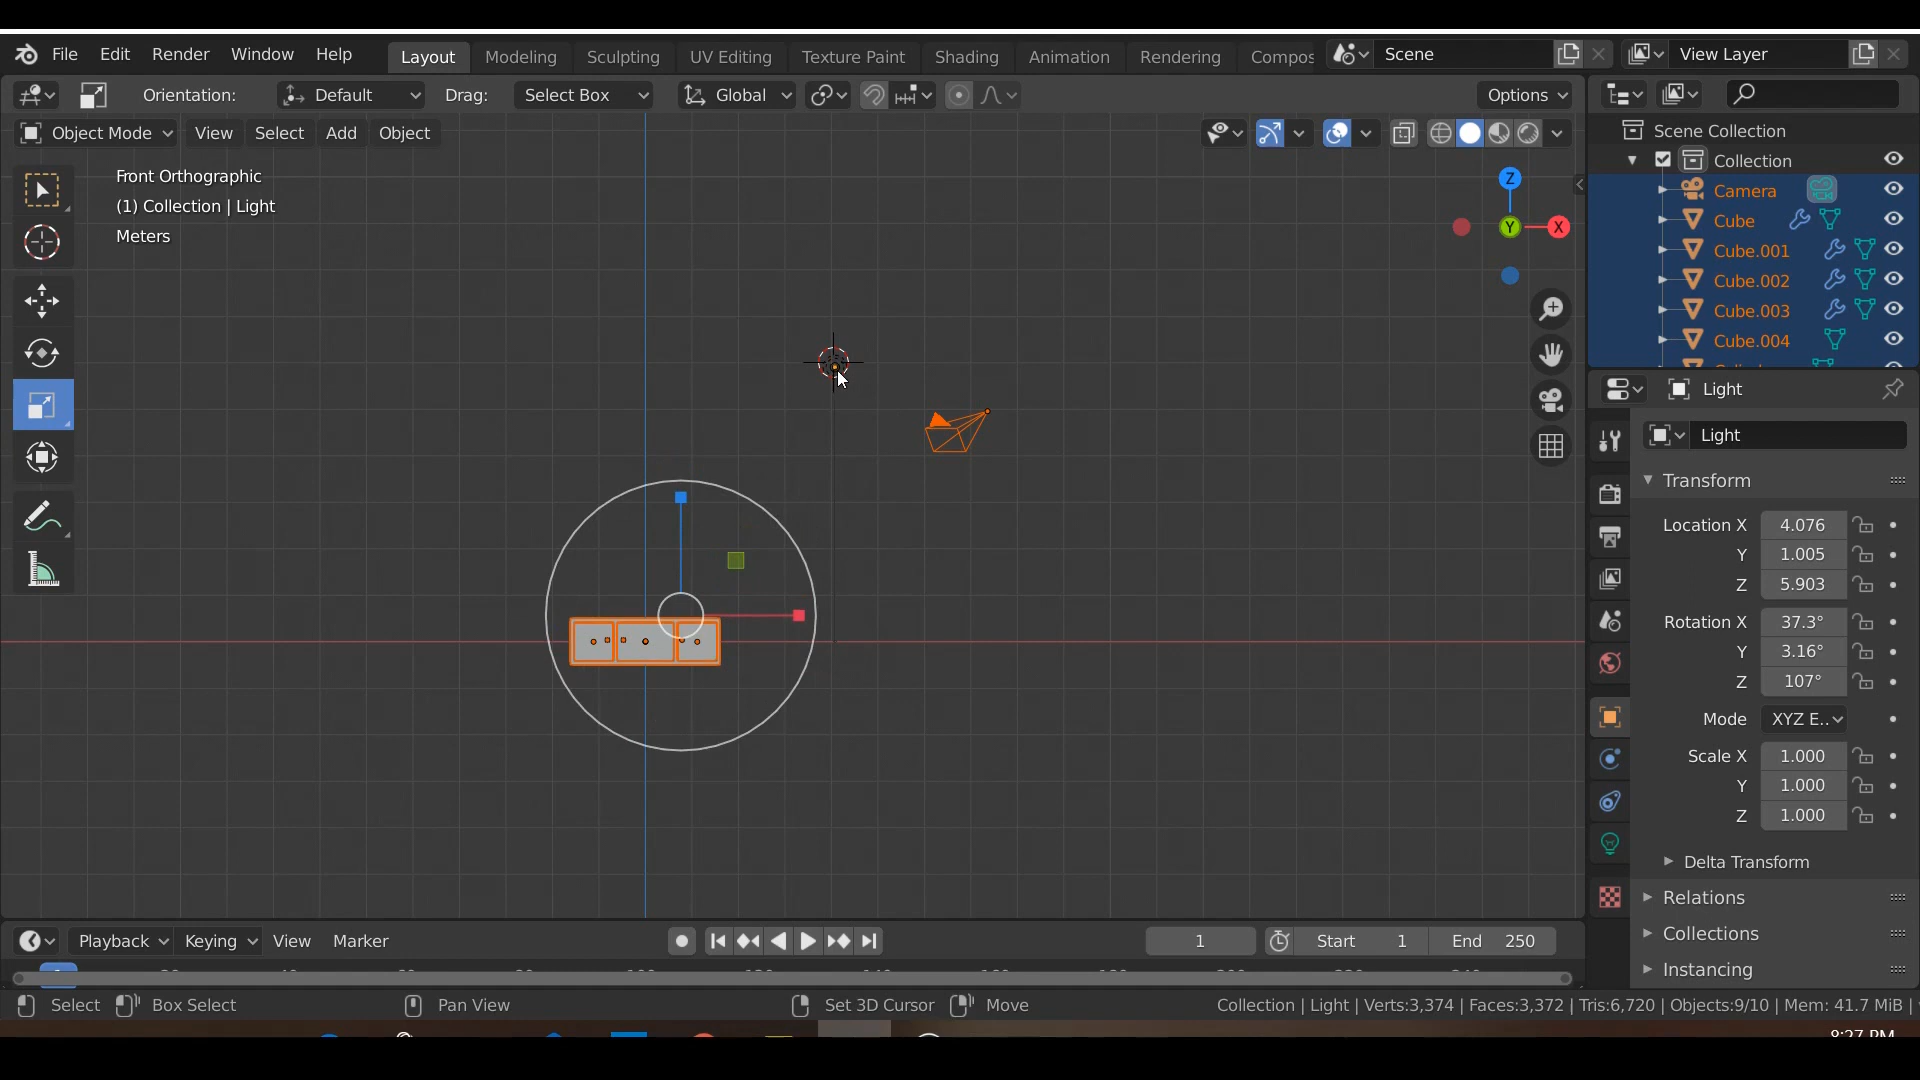 File Edit Render Window Help Layout Modeling Sculpting UV Editing Texture Paint Shading Animation Rendering Compos Scene View Layer
Orientation: Default Drag: Select Box Global Options
Object Mode View Select Add Object
Front Orthographic
(1) Collection | Light
Meters
Z
Y
X
Scene Collection
Collection
Camera
Cube
Cube.001
Cube.002
Cube.003
Cube.004
Light
Light
Transform
Location X 4.076
Y 1.005
Z 5.903
Rotation X 37.3°
Y 3.16°
Z 107°
Mode XYZ E..
Scale X 1.000
Y 1.000
Z 1.000
Delta Transform
Relations
Collections
Instancing
Playback Keying View Marker 1 Start 1 End 250
Select Box Select Pan View Set 3D Cursor Move Collection | Light | Verts:3,374 | Faces:3,372 | Tris:6,720 | Objects:9/10 | Mem: 41.7 MiB |
8:27 PM